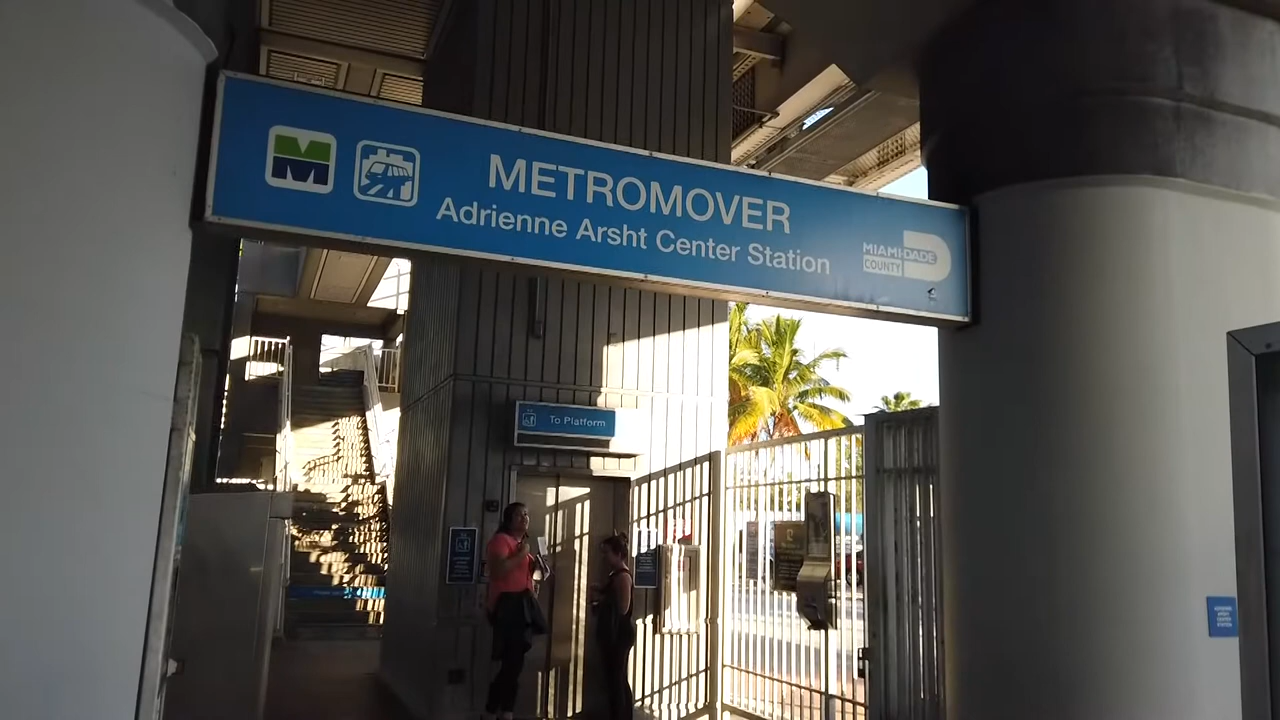 METROMOVER
Adrienne Arsht Center Station
MIAMI-DADE
COUNTY
To Platform